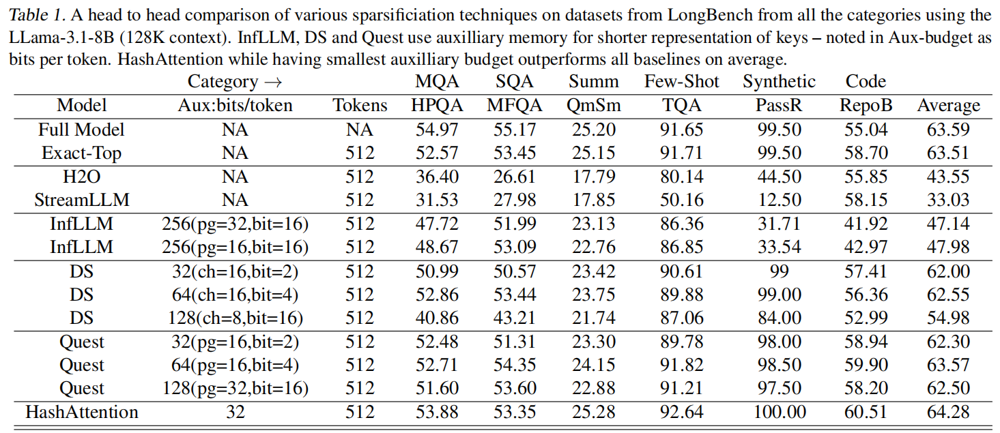 Table 1. A head to head comparison of various sparsificiation techniques on datasets from LongBench from all the categories using the
LLama-3.1-8B (128K context). InfLLM, DS and Quest use auxilliary memory for shorter representation of keys – noted in Aux-budget as
bits per token. HashAttention while having smallest auxilliary budget outperforms all baselines on average.
Category → MQA SQA Summ Few-Shot Synthetic Code
Model Aux:bits/token Tokens HPQA MFQA QmSm TQA PassR RepoB Average
Full Model NA NA 54.97 55.17 25.20 91.65 99.50 55.04 63.59
Exact-Top NA 512 52.57 53.45 25.15 91.71 99.50 58.70 63.51
H2O NA 512 36.40 26.61 17.79 80.14 44.50 55.85 43.55
StreamLLM NA 512 31.53 27.98 17.85 50.16 12.50 58.15 33.03
InfLLM 256(pg=32,bit=16) 512 47.72 51.99 23.13 86.36 31.71 41.92 47.14
InfLLM 256(pg=16,bit=16) 512 48.67 53.09 22.76 86.85 33.54 42.97 47.98
DS 32(ch=16,bit=2) 512 50.99 50.57 23.42 90.61 99 57.41 62.00
DS 64(ch=16,bit=4) 512 52.86 53.44 23.75 89.88 99.00 56.36 62.55
DS 128(ch=8,bit=16) 512 40.86 43.21 21.74 87.06 84.00 52.99 54.98
Quest 32(pg=16,bit=2) 512 52.48 51.31 23.30 89.78 98.00 58.94 62.30
Quest 64(pg=16,bit=4) 512 52.71 54.35 24.15 91.82 98.50 59.90 63.57
Quest 128(pg=32,bit=16) 512 51.60 53.60 22.88 91.21 97.50 58.20 62.50
HashAttention 32 512 53.88 53.35 25.28 92.64 100.00 60.51 64.28